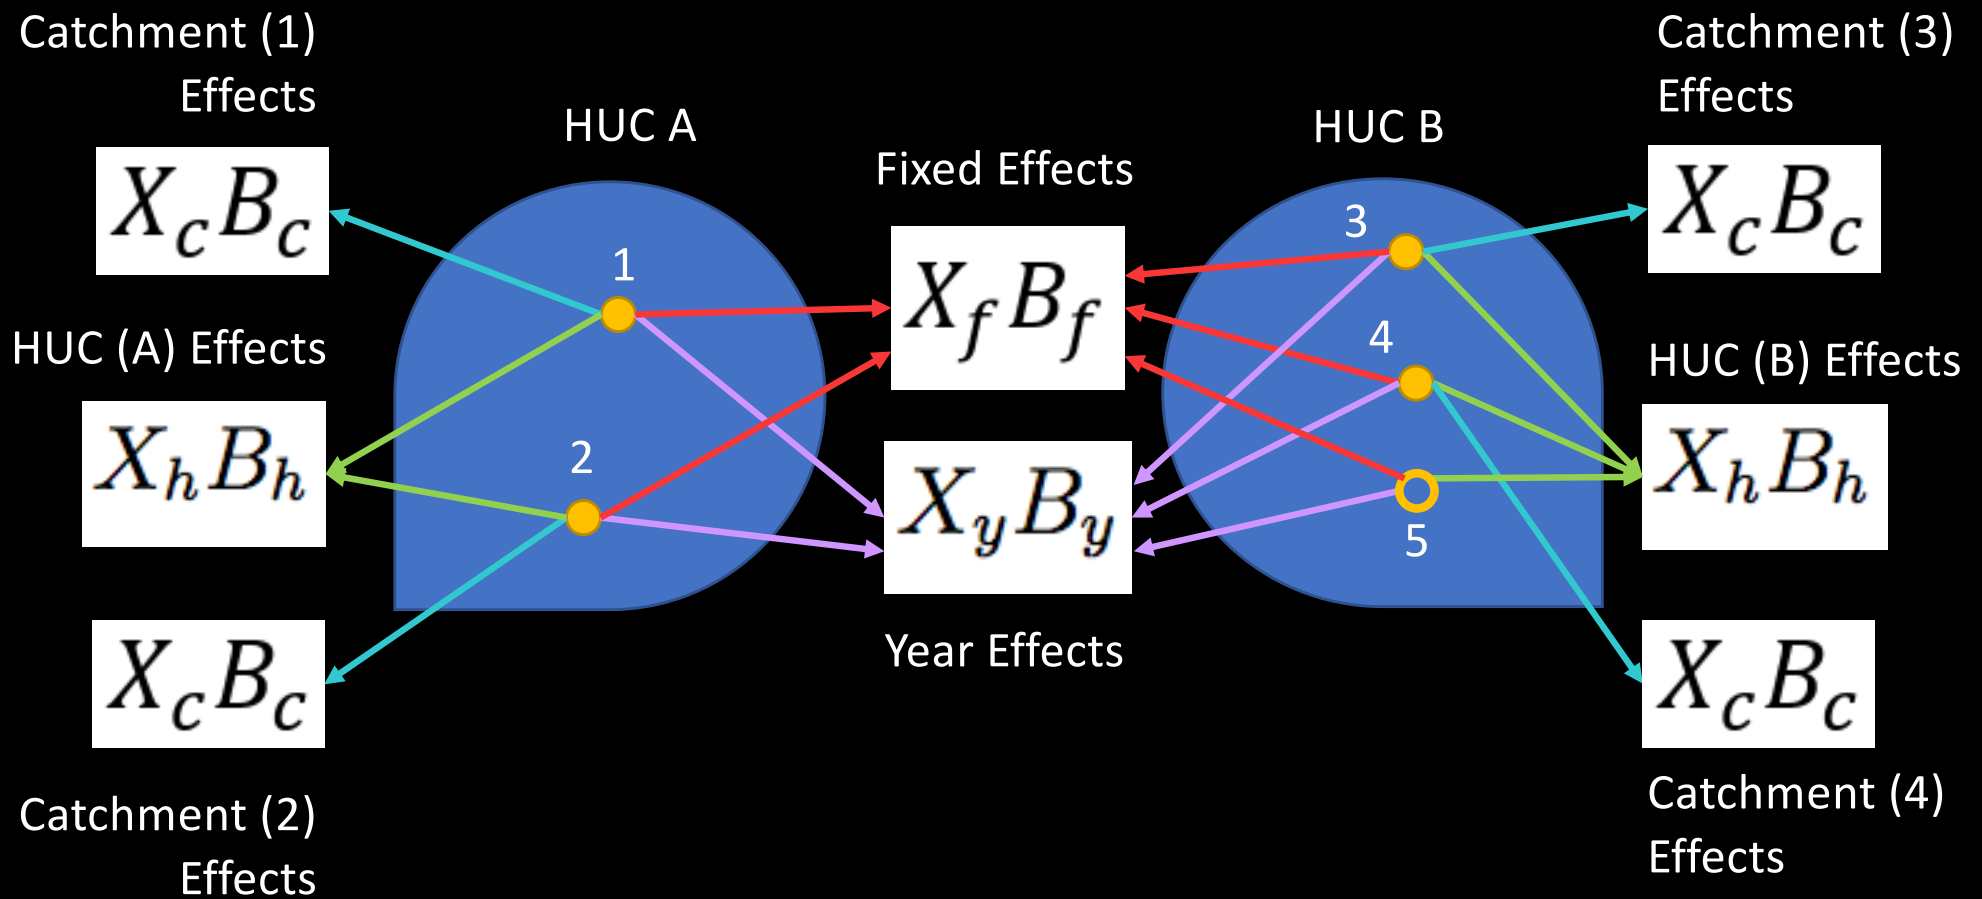 Catchment (1)
Effects
HUC A
Fixed Effects
HUC B
Catchment (3)
Effects
X_c B_c
1
X_f B_f
3
X_c B_c
HUC (A) Effects
4
HUC (B) Effects
X_h B_h
2
X_y B_y
5
X_h B_h
Year Effects
X_c B_c
X_c B_c
Catchment (2)
Effects
Catchment (4)
Effects